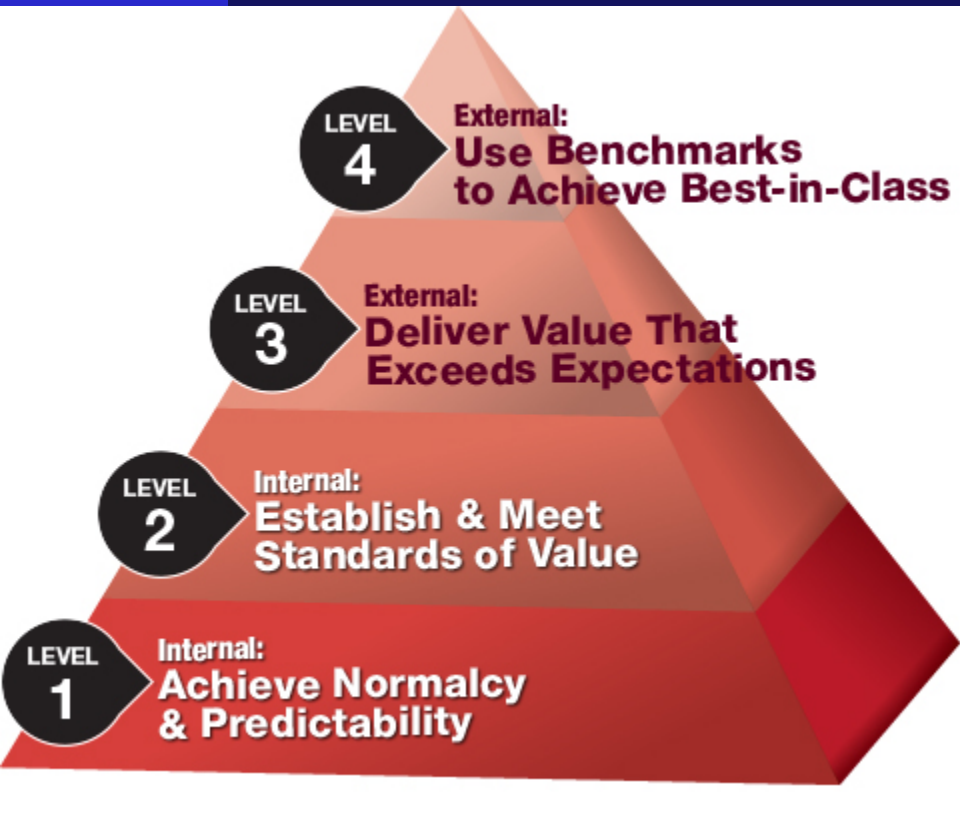 LEVEL
4
External:
Use Benchmarks
to Achieve Best-in-Class
LEVEL
3
External:
Deliver Value That
Exceeds Expectations
LEVEL
2
Internal:
Establish & Meet
Standards of Value
LEVEL
1
Internal:
Achieve Normalcy
& Predictability